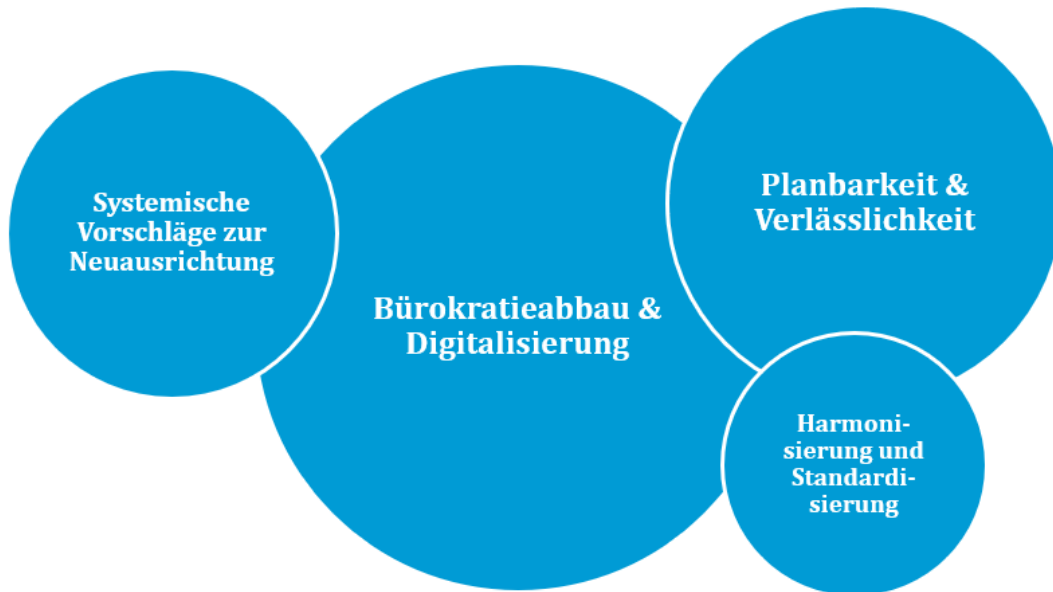 Systemische
Vorschläge zur
Neuausrichtung
Bürokratieabbau &
Digitalisierung
Planbarkeit &
Verlässlichkeit
Harmoni-
sierung und
Standardi-
sierung